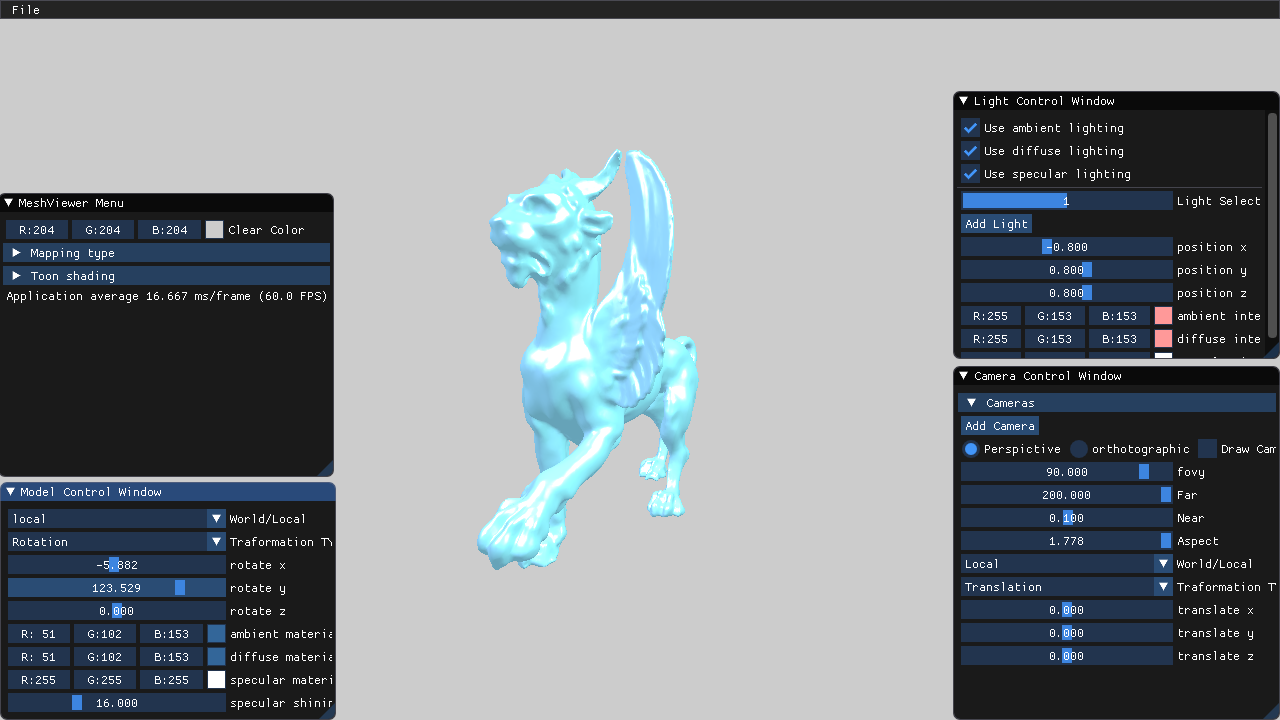 File
MeshViewer Menu
R:204 G:204 B:204 Clear Color
Mapping type
Toon shading
Application average 16.667 ms/frame (60.0 FPS)
Model Control Window
local World/Local
Rotation Traformation Ty
-5.882 rotate x
123.529 rotate y
0.000 rotate z
R: 51 G:102 B:153 ambient materia
R: 51 G:102 B:153 diffuse materia
R:255 G:255 B:255 specular materi
16.000 specular shinin
Light Control Window
Use ambient lighting
Use diffuse lighting
Use specular lighting
1 Light Select
Add Light
-0.800 position x
0.800 position y
0.800 position z
R:255 G:153 B:153 ambient inte
R:255 G:153 B:153 diffuse inte
Camera Control Window
Cameras
Add Camera
Perspictive orthotographic Draw Cam
90.000 fovy
200.000 Far
0.100 Near
1.778 Aspect
Local World/Local
Translation Traformation T
0.000 translate x
0.000 translate y
0.000 translate z